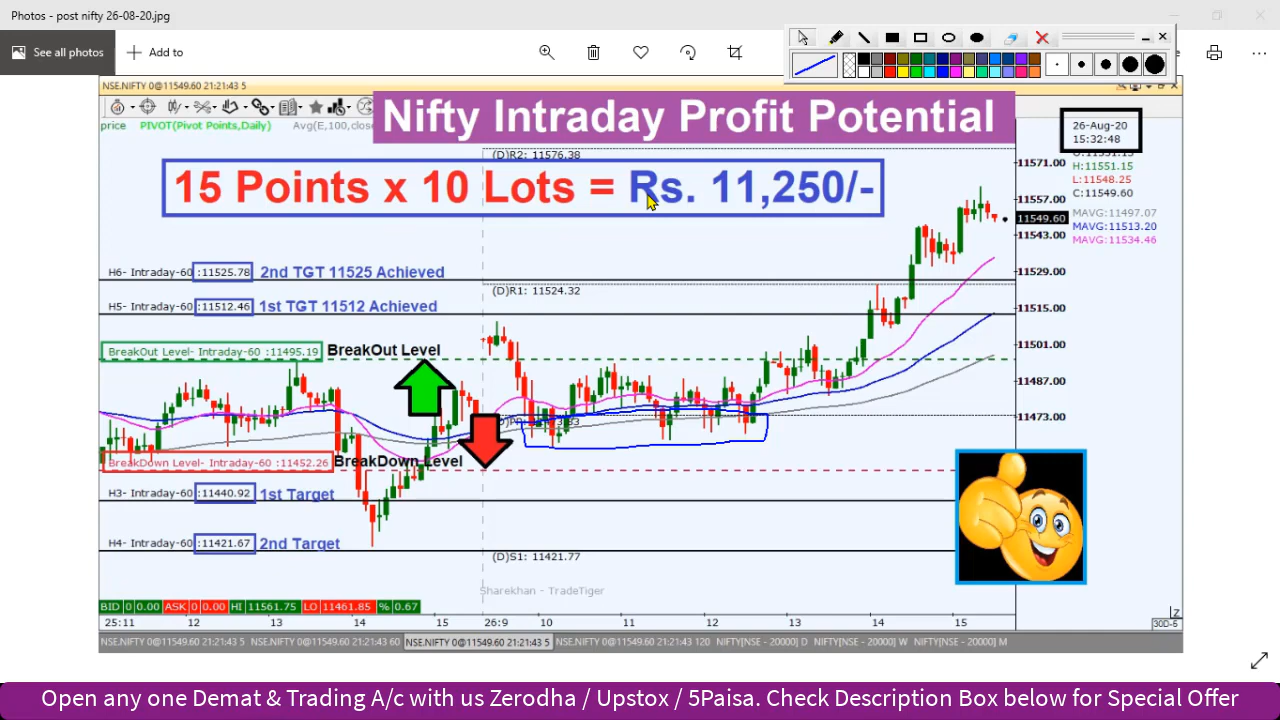 Photos - post nifty 26-08-20.jpg
See all photos
Add to
NSE.NIFTY 0@11549.60 21:21:43 5
Nifty Intraday Profit Potential
price PIVOT(Pivot Points,Daily) Avg(E,100,close
26-Aug-20
15:32:48
H: 11551.15
L: 11548.25
C: 11549.60
MAVG:11497.07
MAVG:11513.20
MAVG:11534.46
(D)R2: 11576.38
15 Points x 10 Lots = Rs. 11,250/-
11571.00
11557.00
11549.60
11543.00
11529.00
11515.00
11501.00
11487.00
11473.00
H6- Intraday-60 :11525.78 2nd TGT 11525 Achieved
(D)R1: 11524.32
H5- Intraday-60 :11512.46 1st TGT 11512 Achieved
BreakOut Level- Intraday-60 :11495.19 BreakOut Level
BreakDown Level- Intraday-60 :11452.26 BreakDown Level
H3- Intraday-60 :11440.92 1st Target
H4- Intraday-60 :11421.67 2nd Target
(D)S1: 11421.77
Sharekhan - TradeTiger
BID 0 0.00 ASK 0 0.00 HI 11561.75 LO 11461.85 % 0.67
25:11 12 13 14 15 26:9 10 11 12 13 14 15
30D-5
NSE.NIFTY 0@11549.60 21:21:43 5 NSE.NIFTY 0@11549.60 21:21:43 60 NSE.NIFTY 0@11549.60 21:21:43 5 NSE.NIFTY 0@11549.60 21:21:43 120 NIFTY[NSE - 20000] D NIFTY[NSE - 20000] W NIFTY[NSE - 20000] M
Open any one Demat & Trading A/c with us Zerodha / Upstox / 5Paisa. Check Description Box below for Special Offer